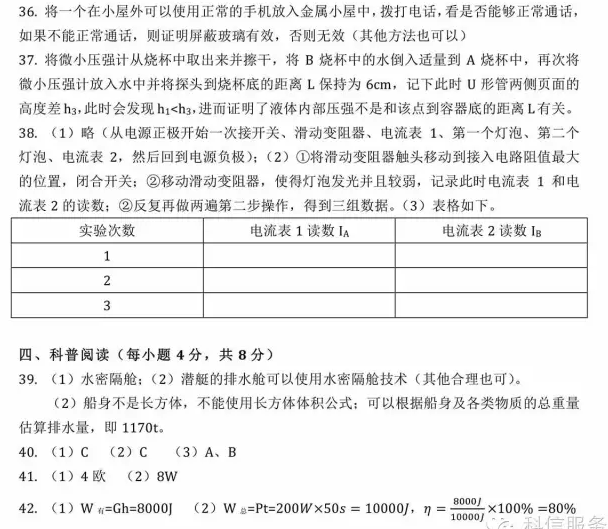 36. 将一个在小屋外可以使用正常的手机放入金属小屋中，拨打电话，看是否能够正常通话，
如果不能正常通话，则证明屏蔽玻璃有效，否则无效（其他方法也可以）
37. 将微小压强计从烧杯中取出来并擦干，将 B 烧杯中的水倒入适量到 A 烧杯中，再次将
微小压强计放入水中并将探头到烧杯底的距离 L 保持为 6cm，记下此时 U 形管两侧页面的
高度差 h₃，此时会发现 h₁<h₃，进而证明了液体内部压强不是和该点到容器底的距离 L 有关。
38. （1）略（从电源正极开始一次接开关、滑动变阻器、电流表 1、第一个灯泡、第二个
灯泡、电流表 2，然后回到电源负极）；（2）①将滑动变阻器触头移动到接入电路阻值最大
的位置，闭合开关；②移动滑动变阻器，使得灯泡发光并且较弱，记录此时电流表 1 和电
流表 2 的读数；②反复再做两遍第二步操作，得到三组数据。（3）表格如下。
实验次数 电流表 1 读数 I_A 电流表 2 读数 I_B
1
2
3
四、科普阅读（每小题 4 分，共 8 分）
39. （1）水密隔舱；（2）潜艇的排水舱可以使用水密隔舱技术（其他合理也可）。
（2）船身不是长方体，不能使用长方体体积公式；可以根据船身及各类物质的总重量
估算排水量，即 1170t。
40. （1）C （2）C （3）A、B
41. （1）4 欧 （2）8W
42. （1）W 有=Gh=8000J （2）W 总=Pt=200W×50s = 10000J，η = 8000J/10000J ×100% =80%
科信服务